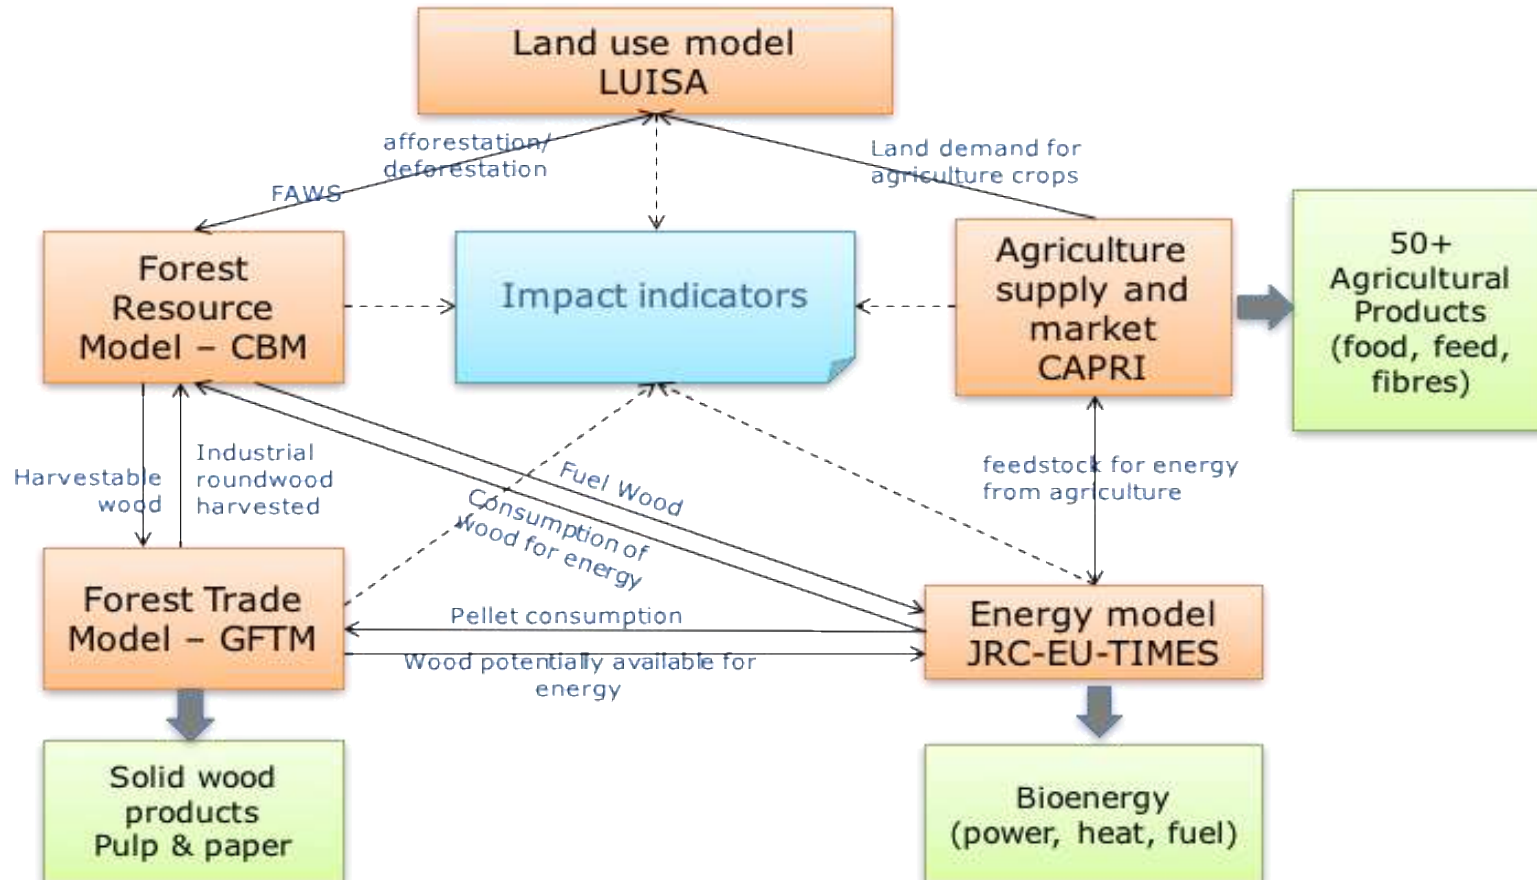 Land use model
LUISA
afforestation/
deforestation
FAWS
Land demand for
agriculture crops
Forest
Resource
Model – CBM
Impact indicators
Agriculture
supply and
market
CAPRI
50+
Agricultural
Products
(food, feed,
fibres)
Harvestable
wood
Industrial
roundwood
harvested
Fuel Wood
Consumption of
wood for energy
feedstock for energy
from agriculture
Forest Trade
Model – GFTM
Pellet consumption
Wood potentially available for
energy
Energy model
JRC-EU-TIMES
Solid wood
products
Pulp & paper
Bioenergy
(power, heat, fuel)